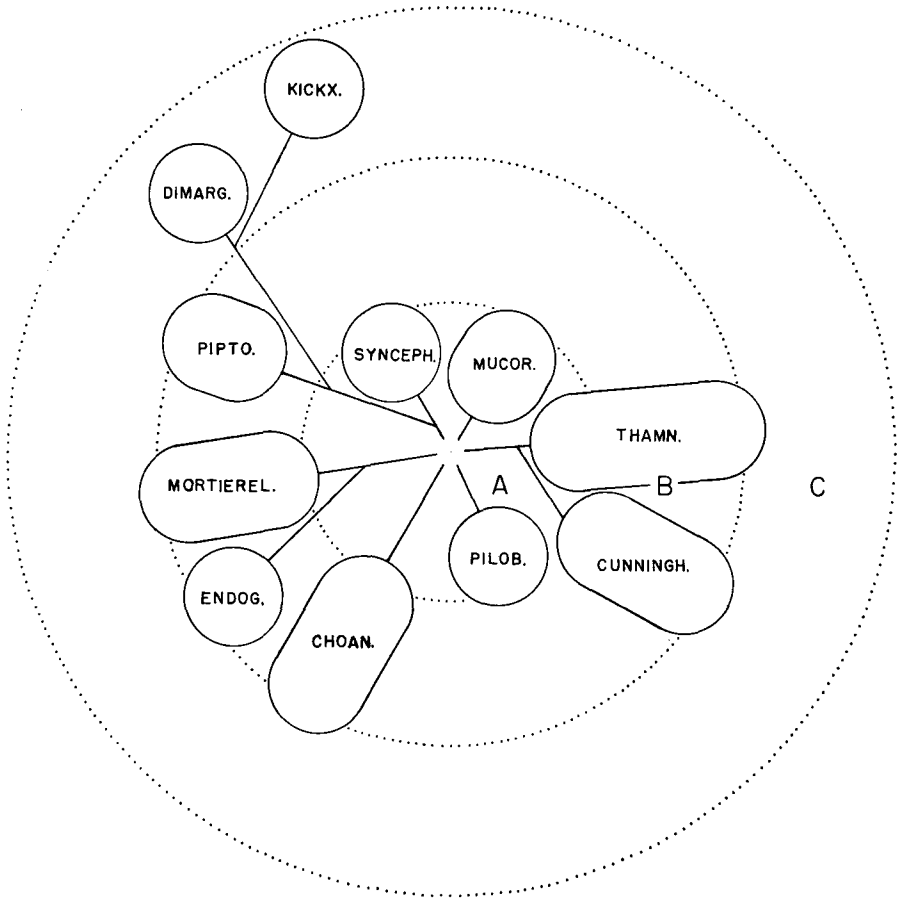 KICKX.
DIMARG.
PIPTO.
SYNCEPH.
MUCOR.
THAMN.
MORTIEREL.
A
B
C
PILOB.
CUNNINGH.
ENDOG.
CHOAN.